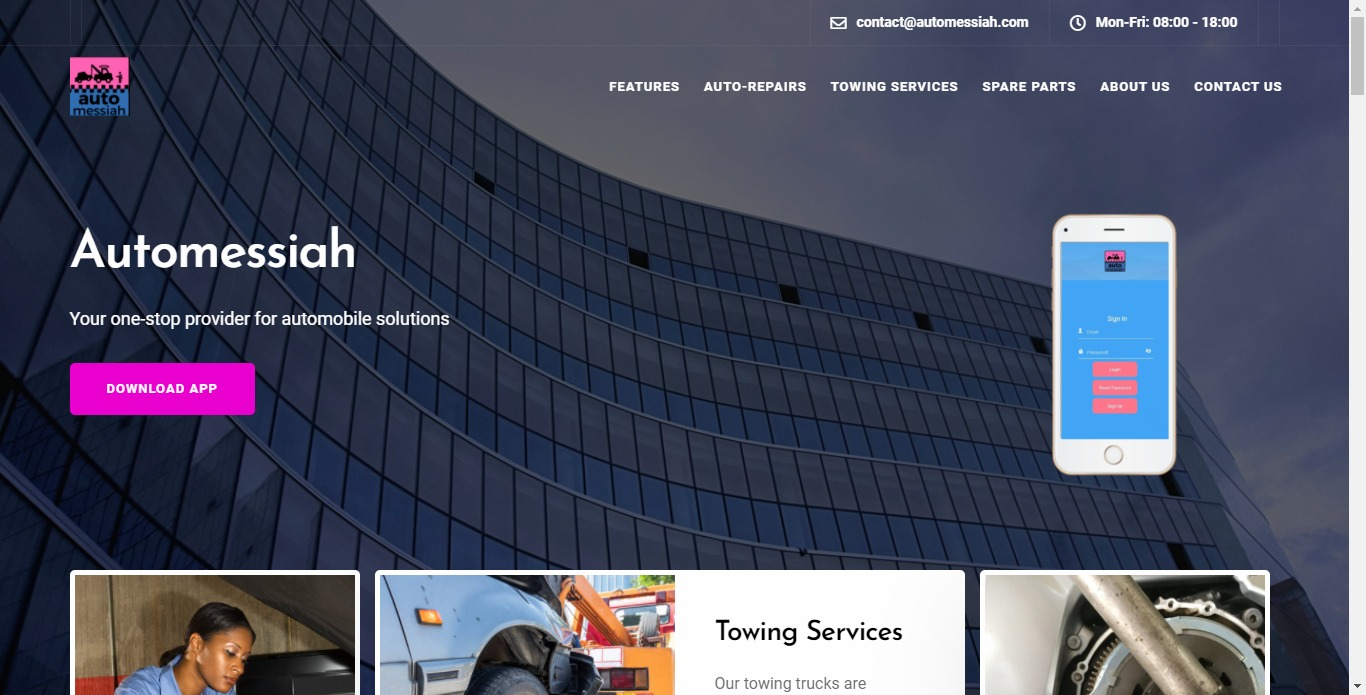 contact@automessiah.com
Mon-Fri: 08:00 - 18:00
auto
messiah
FEATURES AUTO-REPAIRS TOWING SERVICES SPARE PARTS ABOUT US CONTACT US
Automessiah
Your one-stop provider for automobile solutions
DOWNLOAD APP
auto
Sign In
Email
Password
Login
Reset Password
Sign Up
Towing Services
Our towing trucks are